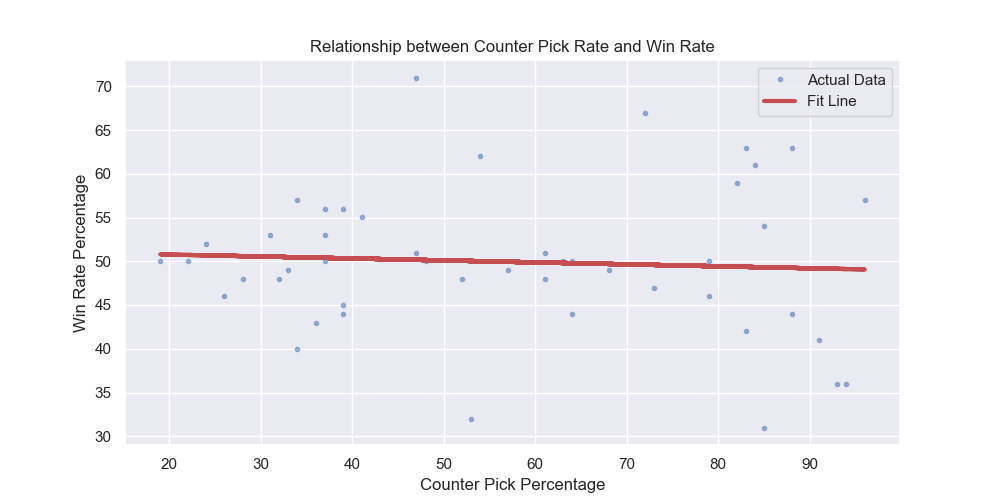 Relationship between Counter Pick Rate and Win Rate
Actual Data
Fit Line
Win Rate Percentage
70
65
60
55
50
45
40
35
30
20 30 40 50 60 70 80 90
Counter Pick Percentage